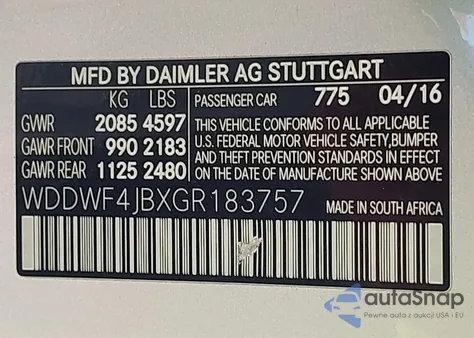 MFD BY DAIMLER AG STUTTGART
KG LBS
GVWR 2085 4597
GAWR FRONT 990 2183
GAWR REAR 1125 2480
PASSENGER CAR 775 04/16
THIS VEHICLE CONFORMS TO ALL APPLICABLE
U.S. FEDERAL MOTOR VEHICLE SAFETY,BUMPER
AND THEFT PREVENTION STANDARDS IN EFFECT
ON THE DATE OF MANUFACTURE SHOWN ABOVE
WDDWF4JBXGR183757 MADE IN SOUTH AFRICA
autoSnap
Pewne auta z aukcji USA i EU